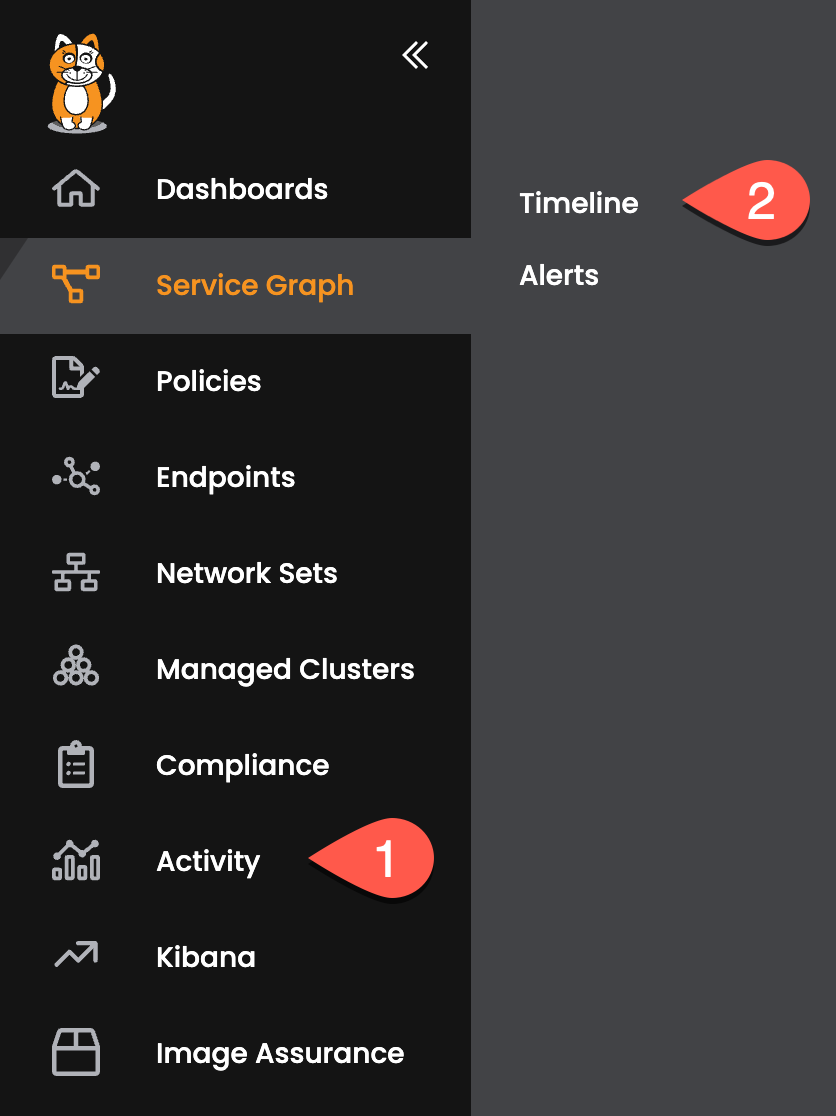 Dashboards
Service Graph
Policies
Endpoints
Network Sets
Managed Clusters
Compliance
Activity
1
Kibana
Image Assurance
Timeline
2
Alerts